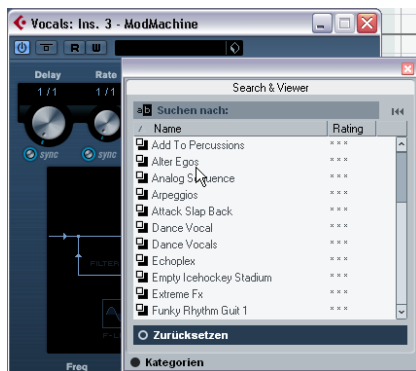 Vocals: Ins. 3 - ModMachine
R W
Delay Rate
1 / 1 1 / 1
sync sync
Search & Viewer
Suchen nach:
/ Name Rating
Add To Percussions
Alter Egos
Analog Sequence
Arpeggios
Attack Slap Back
Dance Vocal
Dance Vocals
Echoplex
Empty Icehockey Stadium
Extreme Fx
Funky Rhythm Guit 1
Zurücksetzen
Kategorien
FILTER
Freq